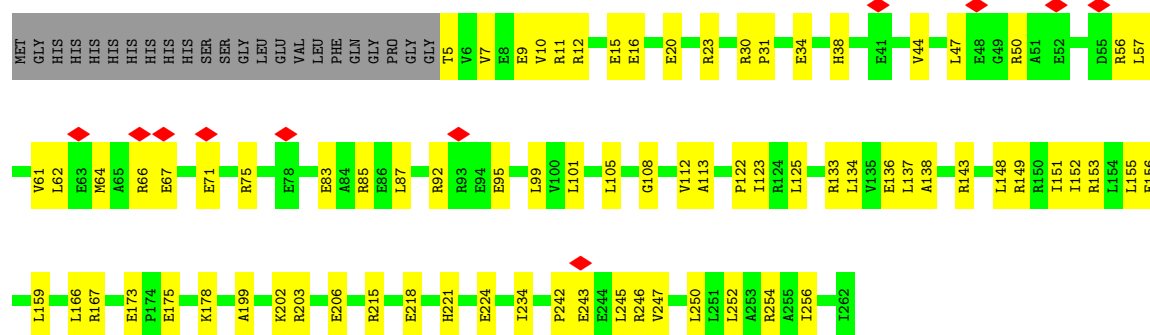 MET GLY HIS HIS HIS HIS HIS HIS HIS HIS HIS HIS SER SER GLY LEU GLU VAL LEU PHE GLN GLY PRO GLY GLY T5 V6 V7 E8 E9 V10 R11 R12 E15 E16 E20 R23 R30 P31 E34 H38 E41 V44 L47 E48 G49 R50 A51 E52 D55 R56 L57
V61 L62 E63 M64 A65 R66 E67 E71 R75 E78 E83 A84 R85 E86 L87 R92 R93 E94 E95 L99 V100 L101 L105 G108 V112 A113 P122 I123 R124 L125 R133 L134 V135 E136 L137 A138 R143 L148 R149 R150 I151 I152 R153 L154 L155 E156
L159 L166 R167 E173 P174 E175 K178 A199 K202 R203 E206 R215 E218 H221 E224 I234 P242 E243 E244 L245 R246 V247 L250 L251 L252 A253 R254 A255 I256 I262